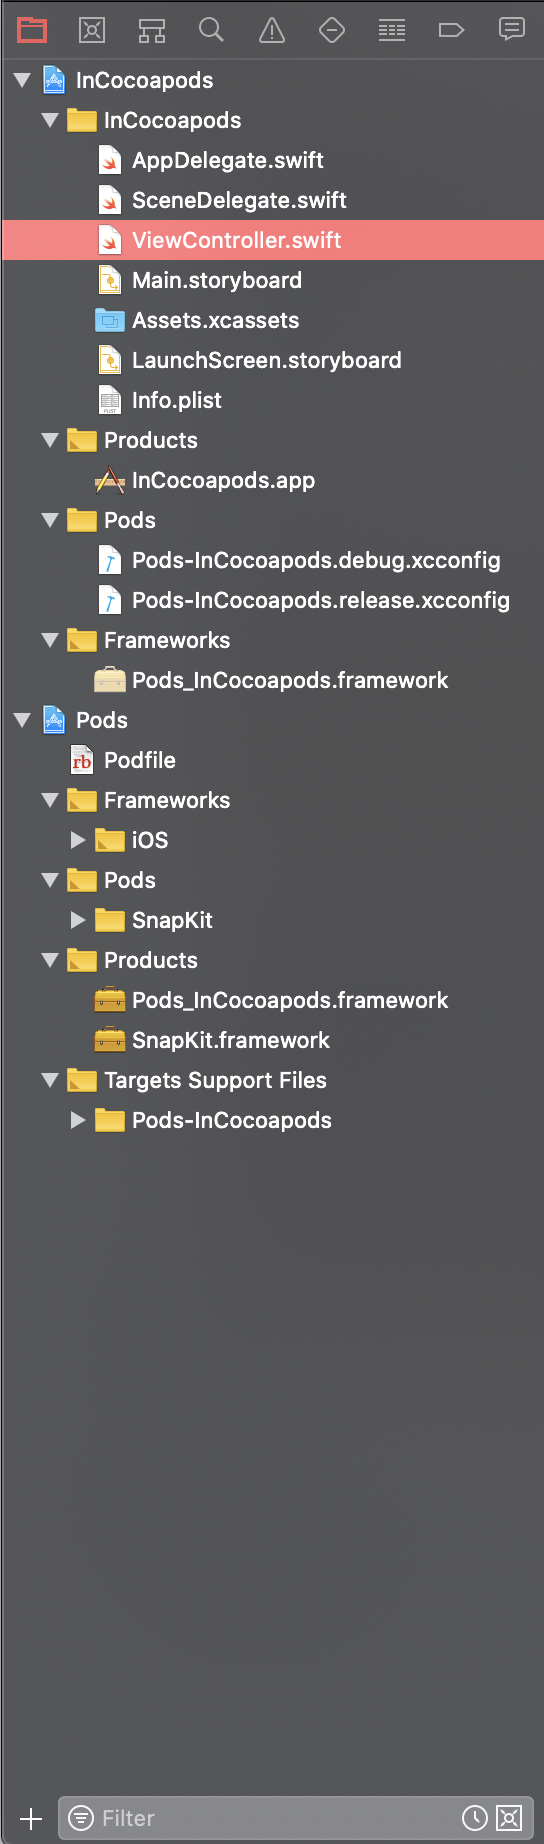 InCocoapods
InCocoapods
AppDelegate.swift
SceneDelegate.swift
ViewController.swift
Main.storyboard
Assets.xcassets
LaunchScreen.storyboard
PLIST Info.plist
Products
InCocoapods.app
Pods
Pods-InCocoapods.debug.xcconfig
Pods-InCocoapods.release.xcconfig
Frameworks
Pods_InCocoapods.framework
Pods
rb Podfile
Frameworks
iOS
Pods
SnapKit
Products
Pods_InCocoapods.framework
SnapKit.framework
Targets Support Files
Pods-InCocoapods
Filter